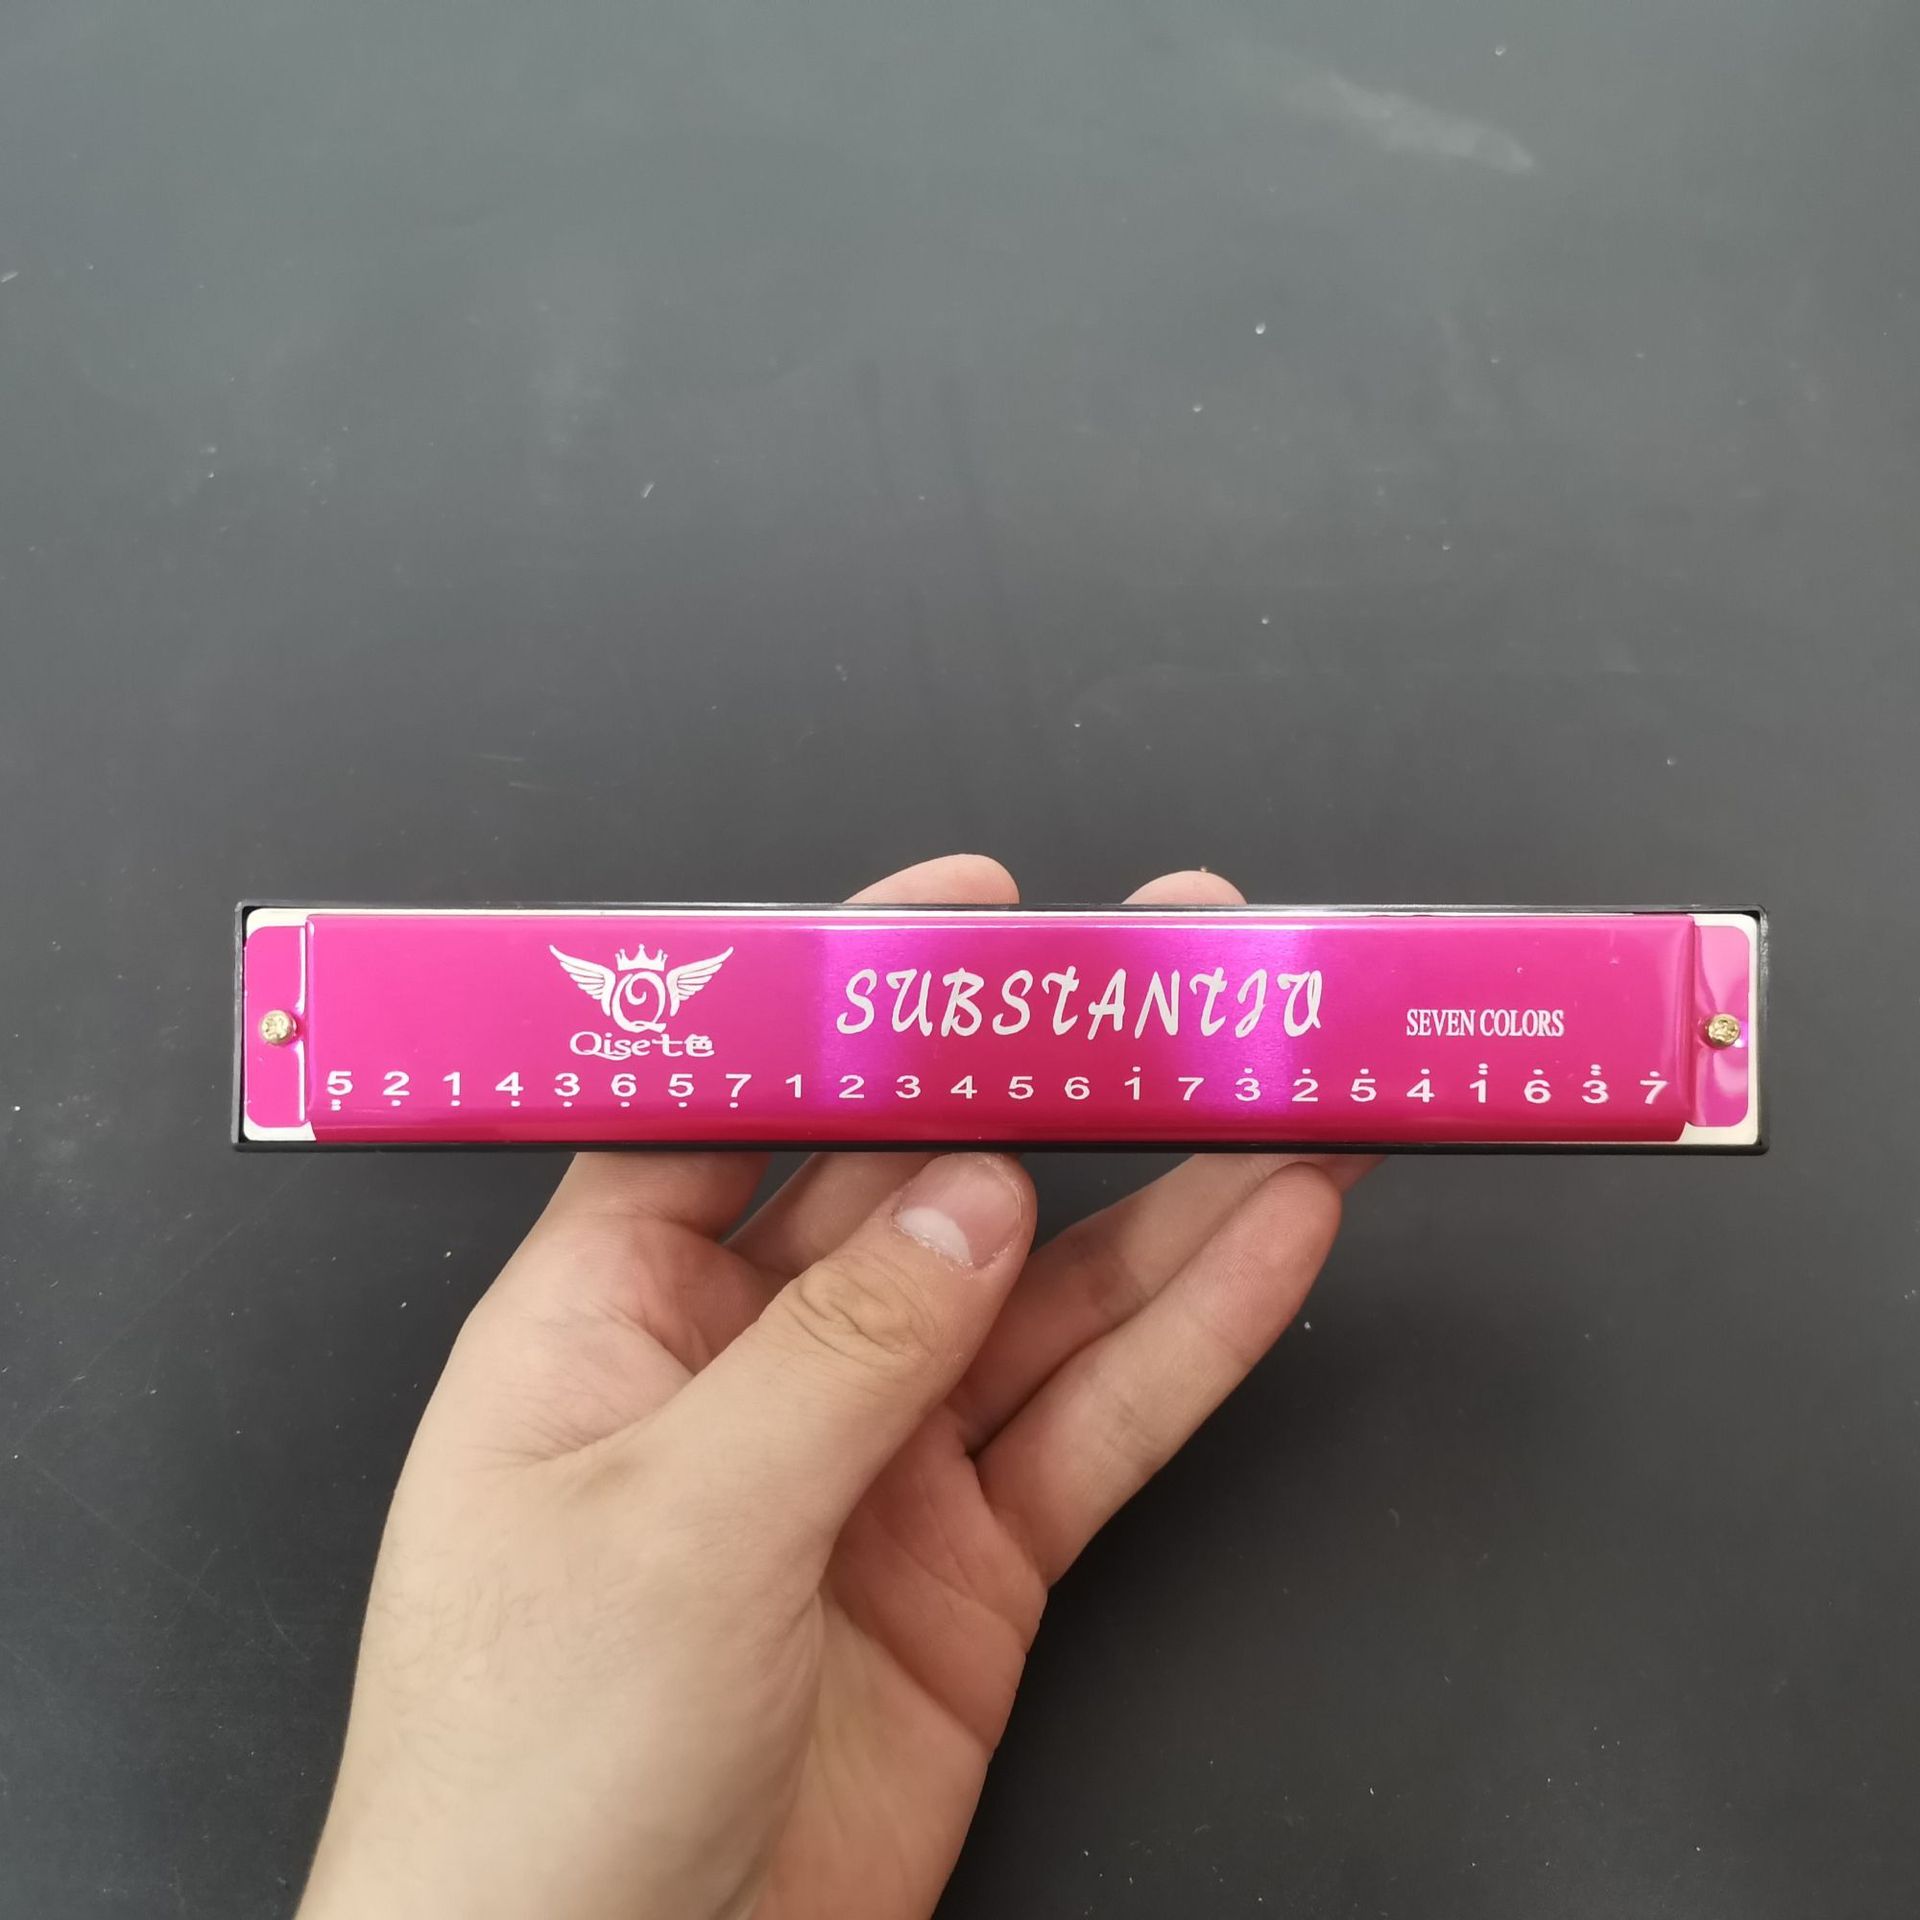 Q
Qise七色
SUBSTANTIV
SEVEN COLORS
5̤ 2̣ 1̣ 4̣ 3̣ 6̣ 5̣ 7̣ 1 2 3 4 5 6 1̇ 7 3̇ 2̇ 5̇ 4̇ 1̈ 6̇ 3̈ 7̇